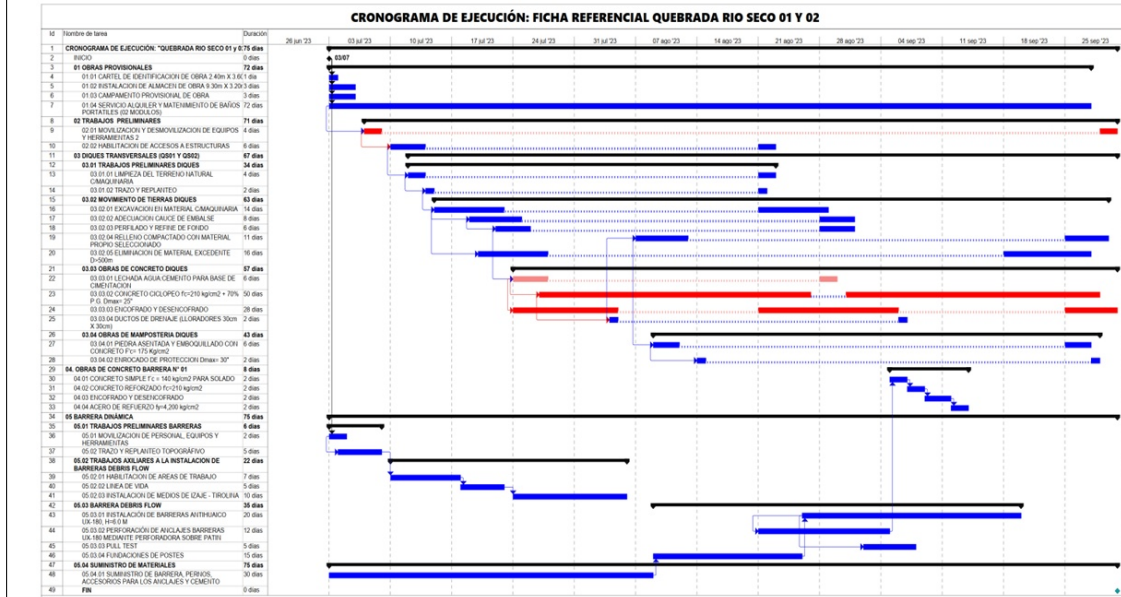 CRONOGRAMA DE EJECUCIÓN: FICHA REFERENCIAL QUEBRADA RIO SECO 01 Y 02
Id Nombre de tarea Duración 26 jun '23 03 jul '23 10 jul '23 17 jul '23 24 jul '23 31 jul '23 07 ago '23 14 ago '23 21 ago '23 28 ago '23 04 sep '23 11 sep '23 18 sep '23 25 sep '23
1 CRONOGRAMA DE EJECUCIÓN: "QUEBRADA RIO SECO 01 y 0: 75 días
2 INICIO 0 días 03/07
3 01 OBRAS PROVISIONALES 72 días
4 01.01 CARTEL DE IDENTIFICACION DE OBRA 2.40m X 3.60 1 día
5 01.02 INSTALACION DE ALMACEN DE OBRA 9.30m X 3.20 3 días
6 01.03 CAMPAMENTO PROVISIONAL DE OBRA 3 días
7 01.04 SERVICIO ALQUILER Y MATENIMIENTO DE BAÑOS 72 días
PORTATILES (02 MODULOS)
8 02 TRABAJOS PRELIMINARES 71 días
9 02.01 MOVILIZACION Y DESMOVILIZACION DE EQUIPOS 4 días
Y HERRAMIENTAS 2
10 02.02 HABILITACION DE ACCESOS A ESTRUCTURAS 6 días
11 03 DIQUES TRANSVERSALES (QS01 Y QS02) 67 días
12 03.01 TRABAJOS PRELIMINARES DIQUES 34 días
13 03.01.01 LIMPIEZA DEL TERRENO NATURAL 4 días
C/MAQUINARIA
14 03.01.02 TRAZO Y REPLANTEO 2 días
15 03.02 MOVIMIENTO DE TIERRAS DIQUES 63 días
16 03.02.01 EXCAVACION EN MATERIAL C/MAQUINARIA 14 días
17 03.02.02 ADECUACION CAUCE DE EMBALSE 8 días
18 03.02.03 PERFILADO Y REFINE DE FONDO 6 días
19 03.02.04 RELLENO COMPACTADO CON MATERIAL 11 días
PROPIO SELECCIONADO
20 03.02.05 ELIMINACION DE MATERIAL EXCEDENTE 16 días
D>500m
21 03.03 OBRAS DE CONCRETO DIQUES 57 días
22 03.03.01 LECHADA AGUA:CEMENTO PARA BASE DE 6 días
CIMENTACION
23 03.03.02 CONCRETO CICLOPEO f'c=210 kg/cm2 + 70% 50 días
P.G. Dmax= 25"
24 03.03.03 ENCOFRADO Y DESENCOFRADO 28 días
25 03.03.04 DUCTOS DE DRENAJE (LLORADORES 30cm 2 días
X 30cm)
26 03.04 OBRAS DE MAMPOSTERIA DIQUES 43 días
27 03.04.01 PIEDRA ASENTADA Y EMBOQUILLADO CON 6 días
CONCRETO F'c= 175 Kg/cm2
28 03.04.02 ENROCADO DE PROTECCION Dmax= 30" 2 días
29 04. OBRAS DE CONCRETO BARRERA N° 01 8 días
30 04.01 CONCRETO SIMPLE f'c = 140 kg/cm2 PARA SOLADO 2 días
31 04.02 CONCRETO REFORZADO f'c=210 kg/cm2 2 días
32 04.03 ENCOFRADO Y DESENCOFRADO 2 días
33 04.04 ACERO DE REFUERZO fy=4,200 kg/cm2 2 días
34 05 BARRERA DINÁMICA 75 días
35 05.01 TRABAJOS PRELIMINARES BARRERAS 6 días
36 05.01 MOVILIZACION DE PERSONAL, EQUIPOS Y 2 días
HERRAMIENTAS
37 05.02 TRAZO Y REPLANTEO TOPOGRÁFIVO 5 días
38 05.02 TRABAJOS AXILIARES A LA INSTALACION DE 22 días
BARRERAS DEBRIS FLOW
39 05.02.01 HABILITACION DE AREAS DE TRABAJO 7 días
40 05.02.02 LINEA DE VIDA 5 días
41 05.02.03 INSTALACION DE MEDIOS DE IZAJE - TIROLINA 10 días
42 05.03 BARRERA DEBRIS FLOW 35 días
43 05.03.01 INSTALACIÓN DE BARRERAS ANTIHUAICO 20 días
UX-180, H=6.0 M
44 05.03.02 PERFORACIÓN DE ANCLAJES BARRERAS 12 días
UX-180 MEDIANTE PERFORADORA SOBRE PATIN
45 05.03.03 PULL TEST 5 días
46 05.03.04 FUNDACIONES DE POSTES 15 días
47 05.04 SUMINISTRO DE MATERIALES 75 días
48 05.04.01 SUMINISTRO DE BARRERA, PERNOS, 30 días
ACCESORIOS PARA LOS ANCLAJES Y CEMENTO
49 FIN 0 días